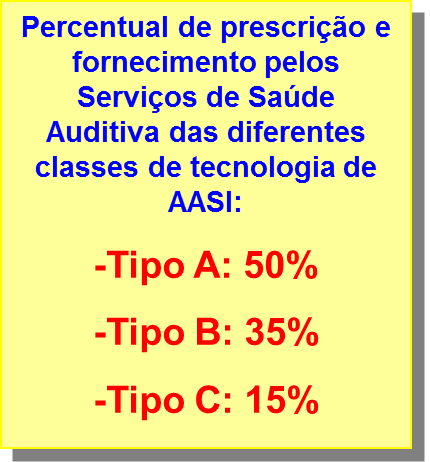 Percentual de prescrição e
fornecimento pelos
Serviços de Saúde
Auditiva das diferentes
classes de tecnologia de
AASI:
-Tipo A: 50%
-Tipo B: 35%
-Tipo C: 15%